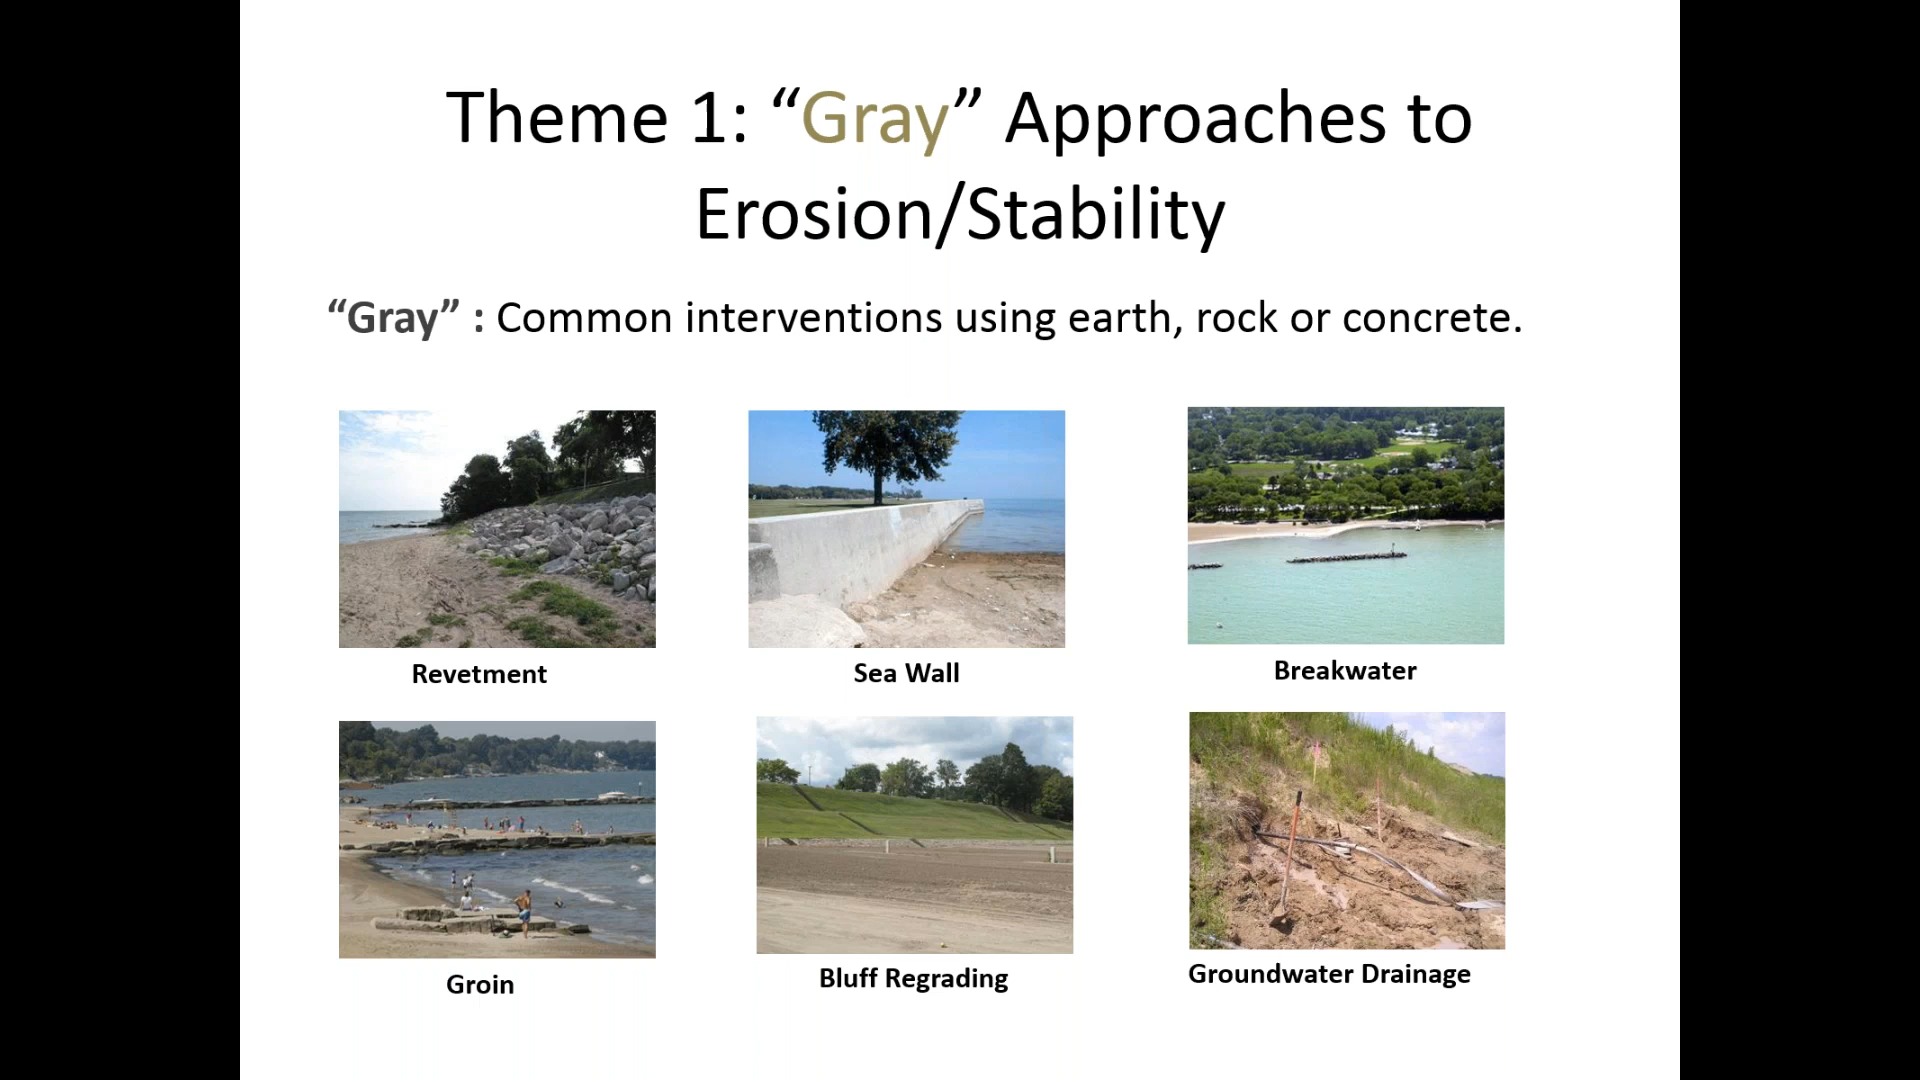 Theme 1: “Gray” Approaches to
Erosion/Stability
“Gray” : Common interventions using earth, rock or concrete.
Revetment
Sea Wall
Breakwater
Groin
Bluff Regrading
Groundwater Drainage